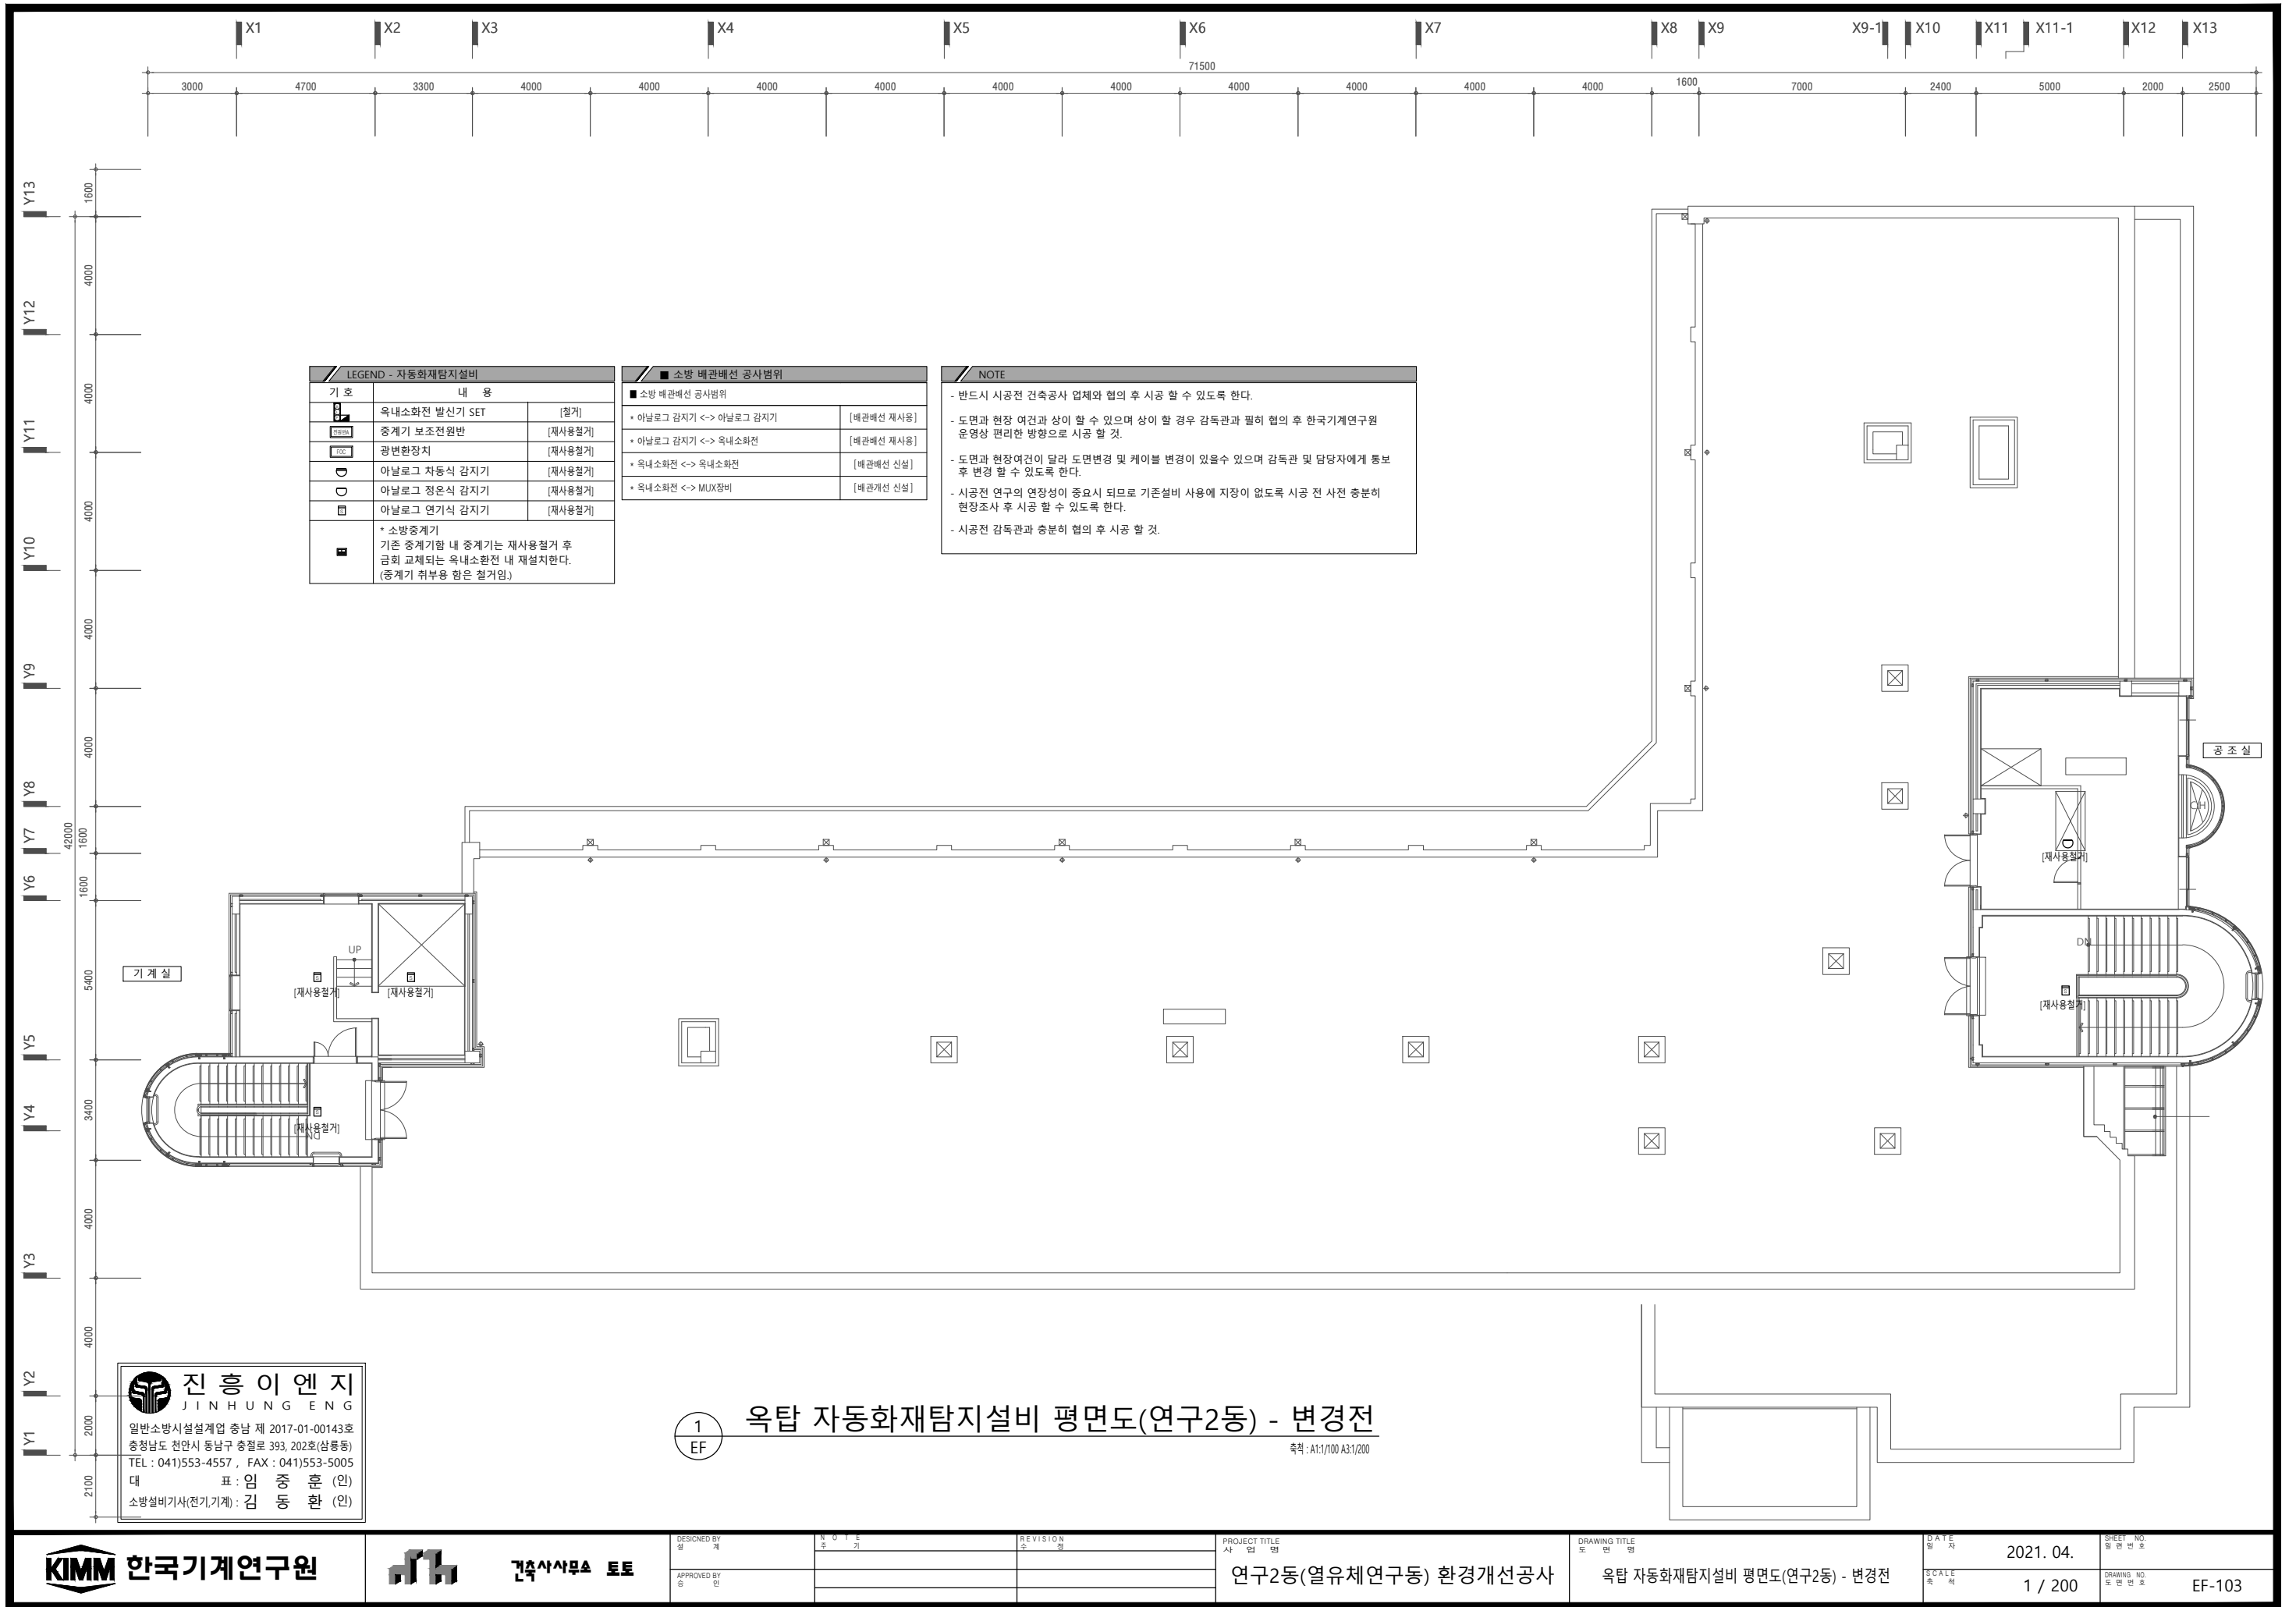 X1 X2 X3 X4 X5 X6 X7 X8 X9 X9-1 X10 X11 X11-1 X12 X13
71500
3000 4700 3300 4000 4000 4000 4000 4000 4000 4000 4000 4000 4000 1600 7000 2400 5000 2000 2500
Y13
Y12
Y11
Y10
Y9
Y8
Y7
Y6
Y5
Y4
Y3
Y2
Y1
42000
1600
4000
4000
4000
4000
4000
1600
1600
5400
3400
4000
4000
2000
2100
LEGEND - 자동화재탐지설비
기 호 내 용
옥내소화전 발신기 SET [철거]
중계기 보조전원반 [재사용철거]
FOC 광변환장치 [재사용철거]
아날로그 차동식 감지기 [재사용철거]
아날로그 정온식 감지기 [재사용철거]
아날로그 연기식 감지기 [재사용철거]
* 소방중계기
기존 중계기함 내 중계기는 재사용철거 후
금회 교체되는 옥내소환전 내 재설치한다.
(중계기 취부용 함은 철거임.)
■ 소방 배관배선 공사범위
■ 소방 배관배선 공사범위
* 아날로그 감지기 <-> 아날로그 감지기 [배관배선 재사용]
* 아날로그 감지기 <-> 옥내소화전 [배관배선 재사용]
* 옥내소화전 <-> 옥내소화전 [배관배선 신설]
* 옥내소화전 <-> MUX장비 [배관개선 신설]
NOTE
- 반드시 시공전 건축공사 업체와 협의 후 시공 할 수 있도록 한다.
- 도면과 현장 여건과 상이 할 수 있으며 상이 할 경우 감독관과 필히 협의 후 한국기계연구원
운영상 편리한 방향으로 시공 할 것.
- 도면과 현장여건이 달라 도면변경 및 케이블 변경이 있을수 있으며 감독관 및 담당자에게 통보
후 변경 할 수 있도록 한다.
- 시공전 연구의 연장성이 중요시 되므로 기존설비 사용에 지장이 없도록 시공 전 사전 충분히
현장조사 후 시공 할 수 있도록 한다.
- 시공전 감독관과 충분히 협의 후 시공 할 것.
공 조 실
OH
[재사용철거]
DN
[재사용철거]
기 계 실
UP
[재사용철거]
[재사용철거]
[재사용철거]
DN
진 흥 이 엔 지
JINHUNG ENG
일반소방시설설계업 충남 제 2017-01-00143호
충청남도 천안시 동남구 충절로 393, 202호(삼룡동)
TEL : 041)553-4557 , FAX : 041)553-5005
대 표 : 임 중 훈 (인)
소방설비기사(전기,기계) : 김 동 환 (인)
1
EF
옥탑 자동화재탐지설비 평면도(연구2동) - 변경전
축척 : A1:1/100 A3:1/200
KIMM 한국기계연구원
건축사사무소 토토
DESIGNED BY
설 계
APPROVED BY
승 인
NOTE
주 기
REVISION
수 정
PROJECT TITLE
사 업 명
연구2동(열유체연구동) 환경개선공사
DRAWING TITLE
도 면 명
옥탑 자동화재탐지설비 평면도(연구2동) - 변경전
DATE
일 자
2021. 04.
SCALE
축 척
1 / 200
SHEET NO.
일 련 번 호
DRAWING NO.
도 면 번 호
EF-103